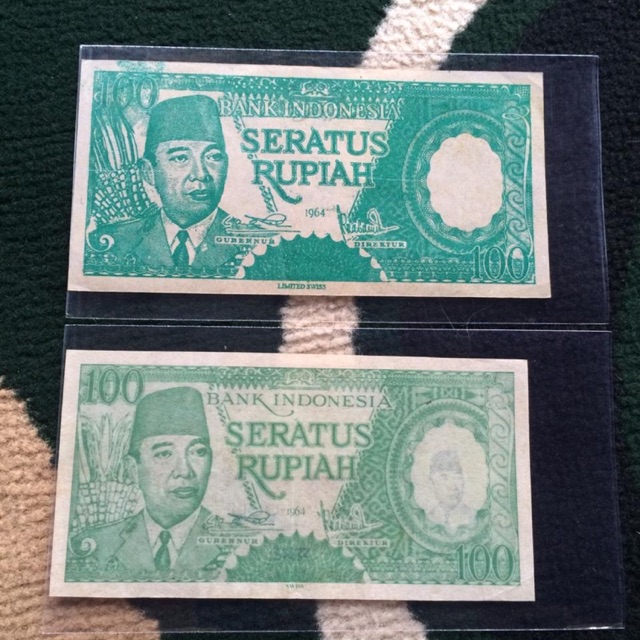 100
BANK INDONESIA
SERATUS
RUPIAH
1964
GUBERNUR DIREKTUR
100
LIMITED SWISS
100
BANK INDONESIA
SERATUS
RUPIAH
1964
GUBERNUR DIREKTUR
100